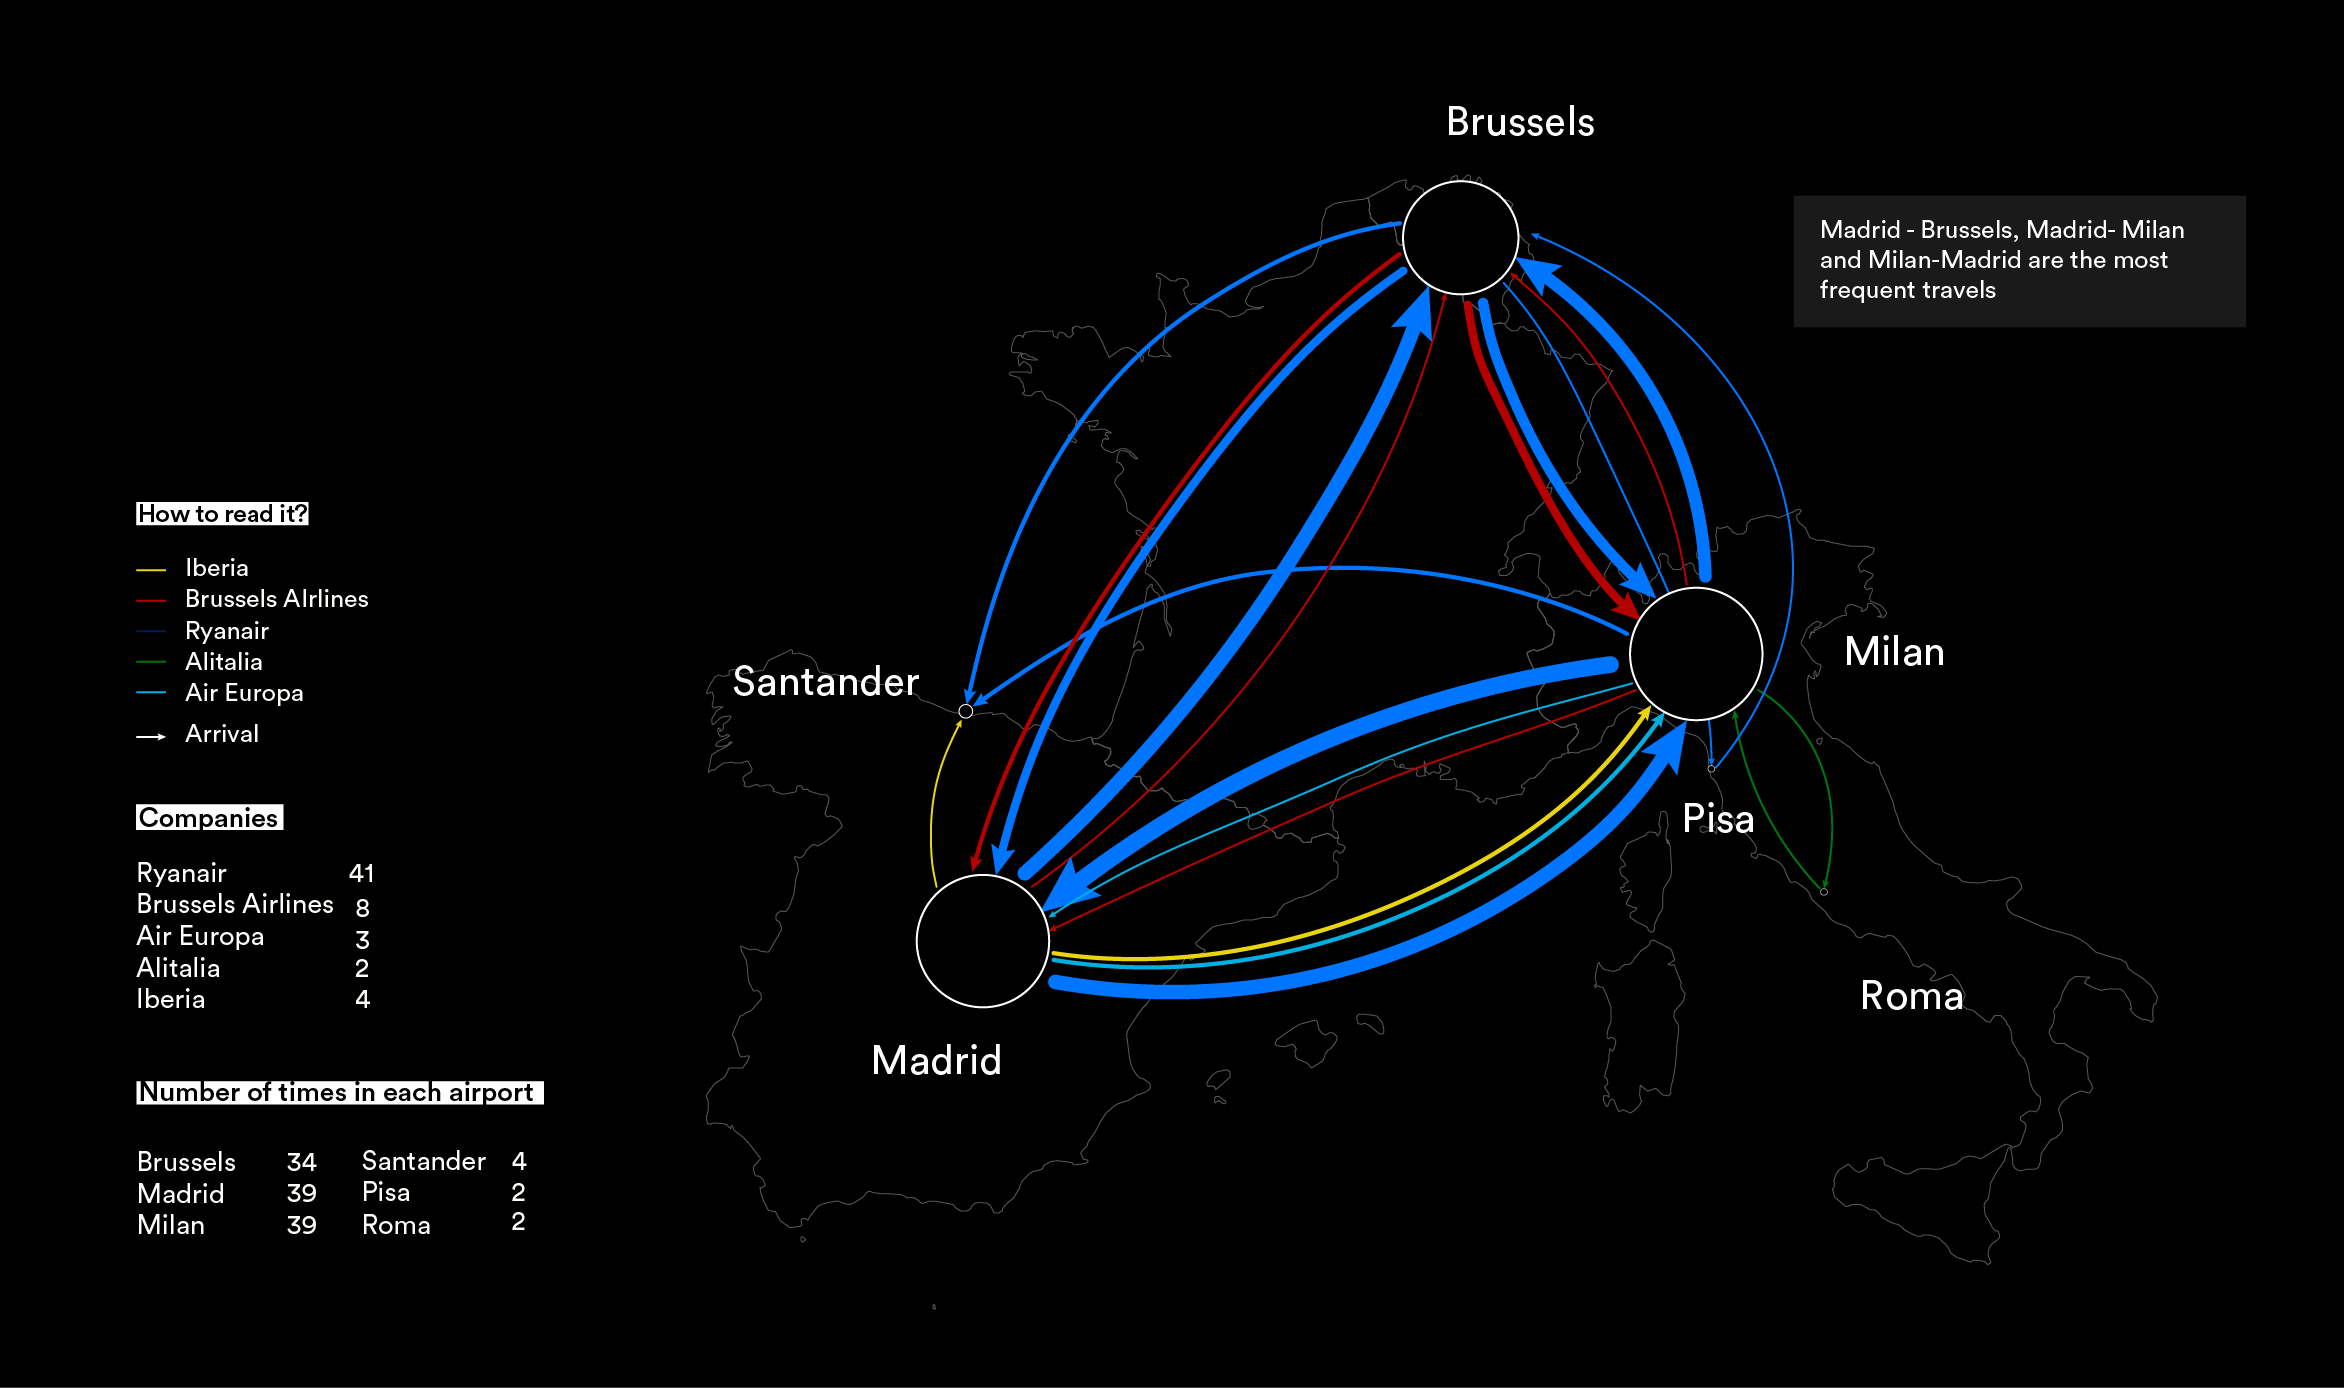 Brussels
Madrid - Brussels, Madrid- Milan
and Milan-Madrid are the most
frequent travels
How to read it?
Iberia
Brussels AIrlines
Ryanair
Alitalia
Air Europa
Arrival
Santander
Milan
Pisa
Roma
Madrid
Companies
Ryanair 41
Brussels Airlines 8
Air Europa 3
Alitalia 2
Iberia 4
Number of times in each airport
Brussels 34 Santander 4
Madrid 39 Pisa 2
Milan 39 Roma 2